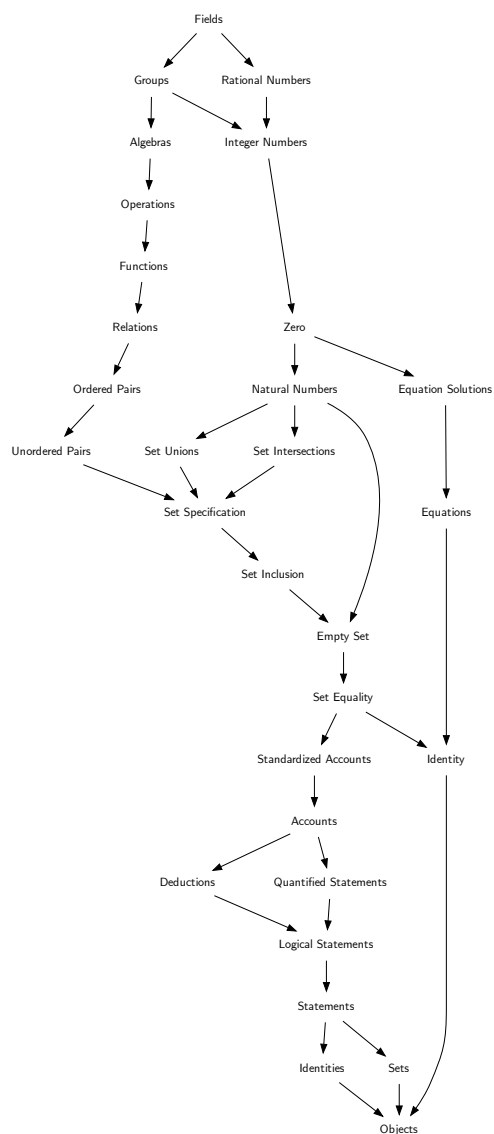 Fields
Groups
Rational Numbers
Algebras
Integer Numbers
Operations
Functions
Relations
Zero
Ordered Pairs
Natural Numbers
Equation Solutions
Unordered Pairs
Set Unions
Set Intersections
Set Specification
Equations
Set Inclusion
Empty Set
Set Equality
Standardized Accounts
Identity
Accounts
Deductions
Quantified Statements
Logical Statements
Statements
Identities
Sets
Objects